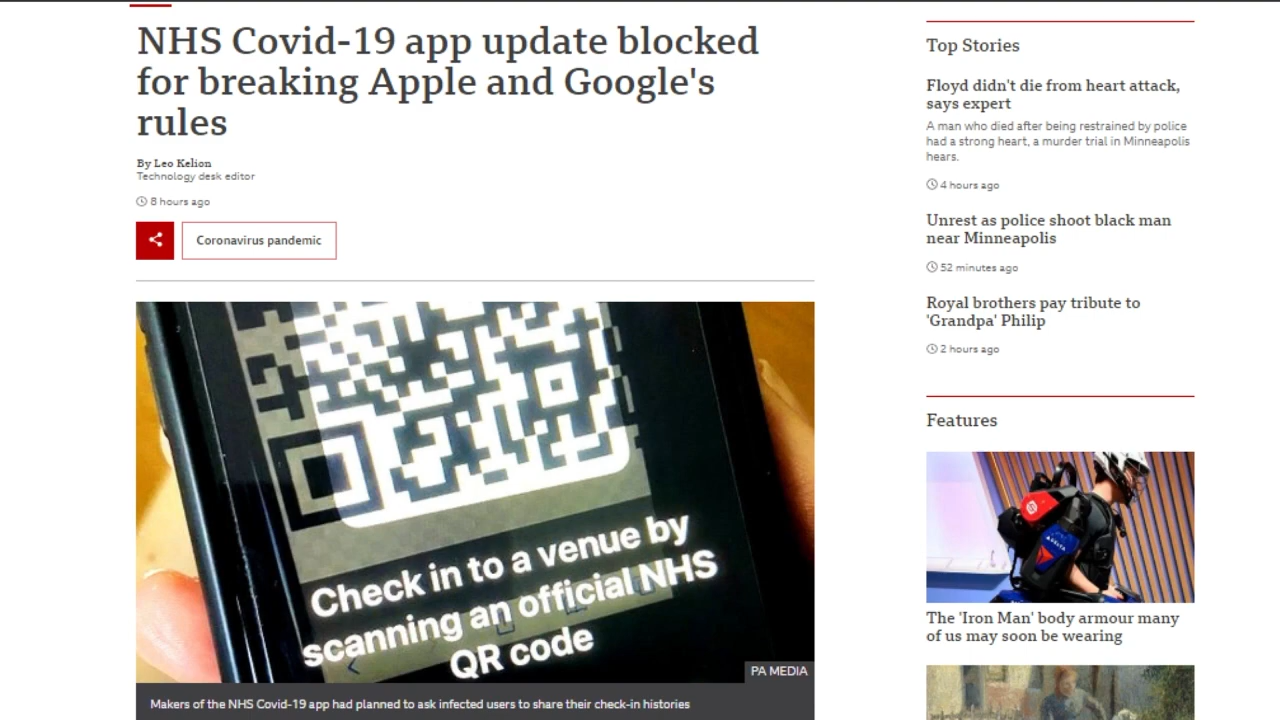 NHS Covid-19 app update blocked
for breaking Apple and Google's
rules
By Leo Kelion
Technology desk editor
8 hours ago
Coronavirus pandemic
Check in to a venue by
scanning an official NHS
QR code
PA MEDIA
Makers of the NHS Covid-19 app had planned to ask infected users to share their check-in histories
Top Stories
Floyd didn't die from heart attack,
says expert
A man who died after being restrained by police
had a strong heart, a murder trial in Minneapolis
hears.
4 hours ago
Unrest as police shoot black man
near Minneapolis
52 minutes ago
Royal brothers pay tribute to
'Grandpa' Philip
2 hours ago
Features
DELTA
The 'Iron Man' body armour many
of us may soon be wearing